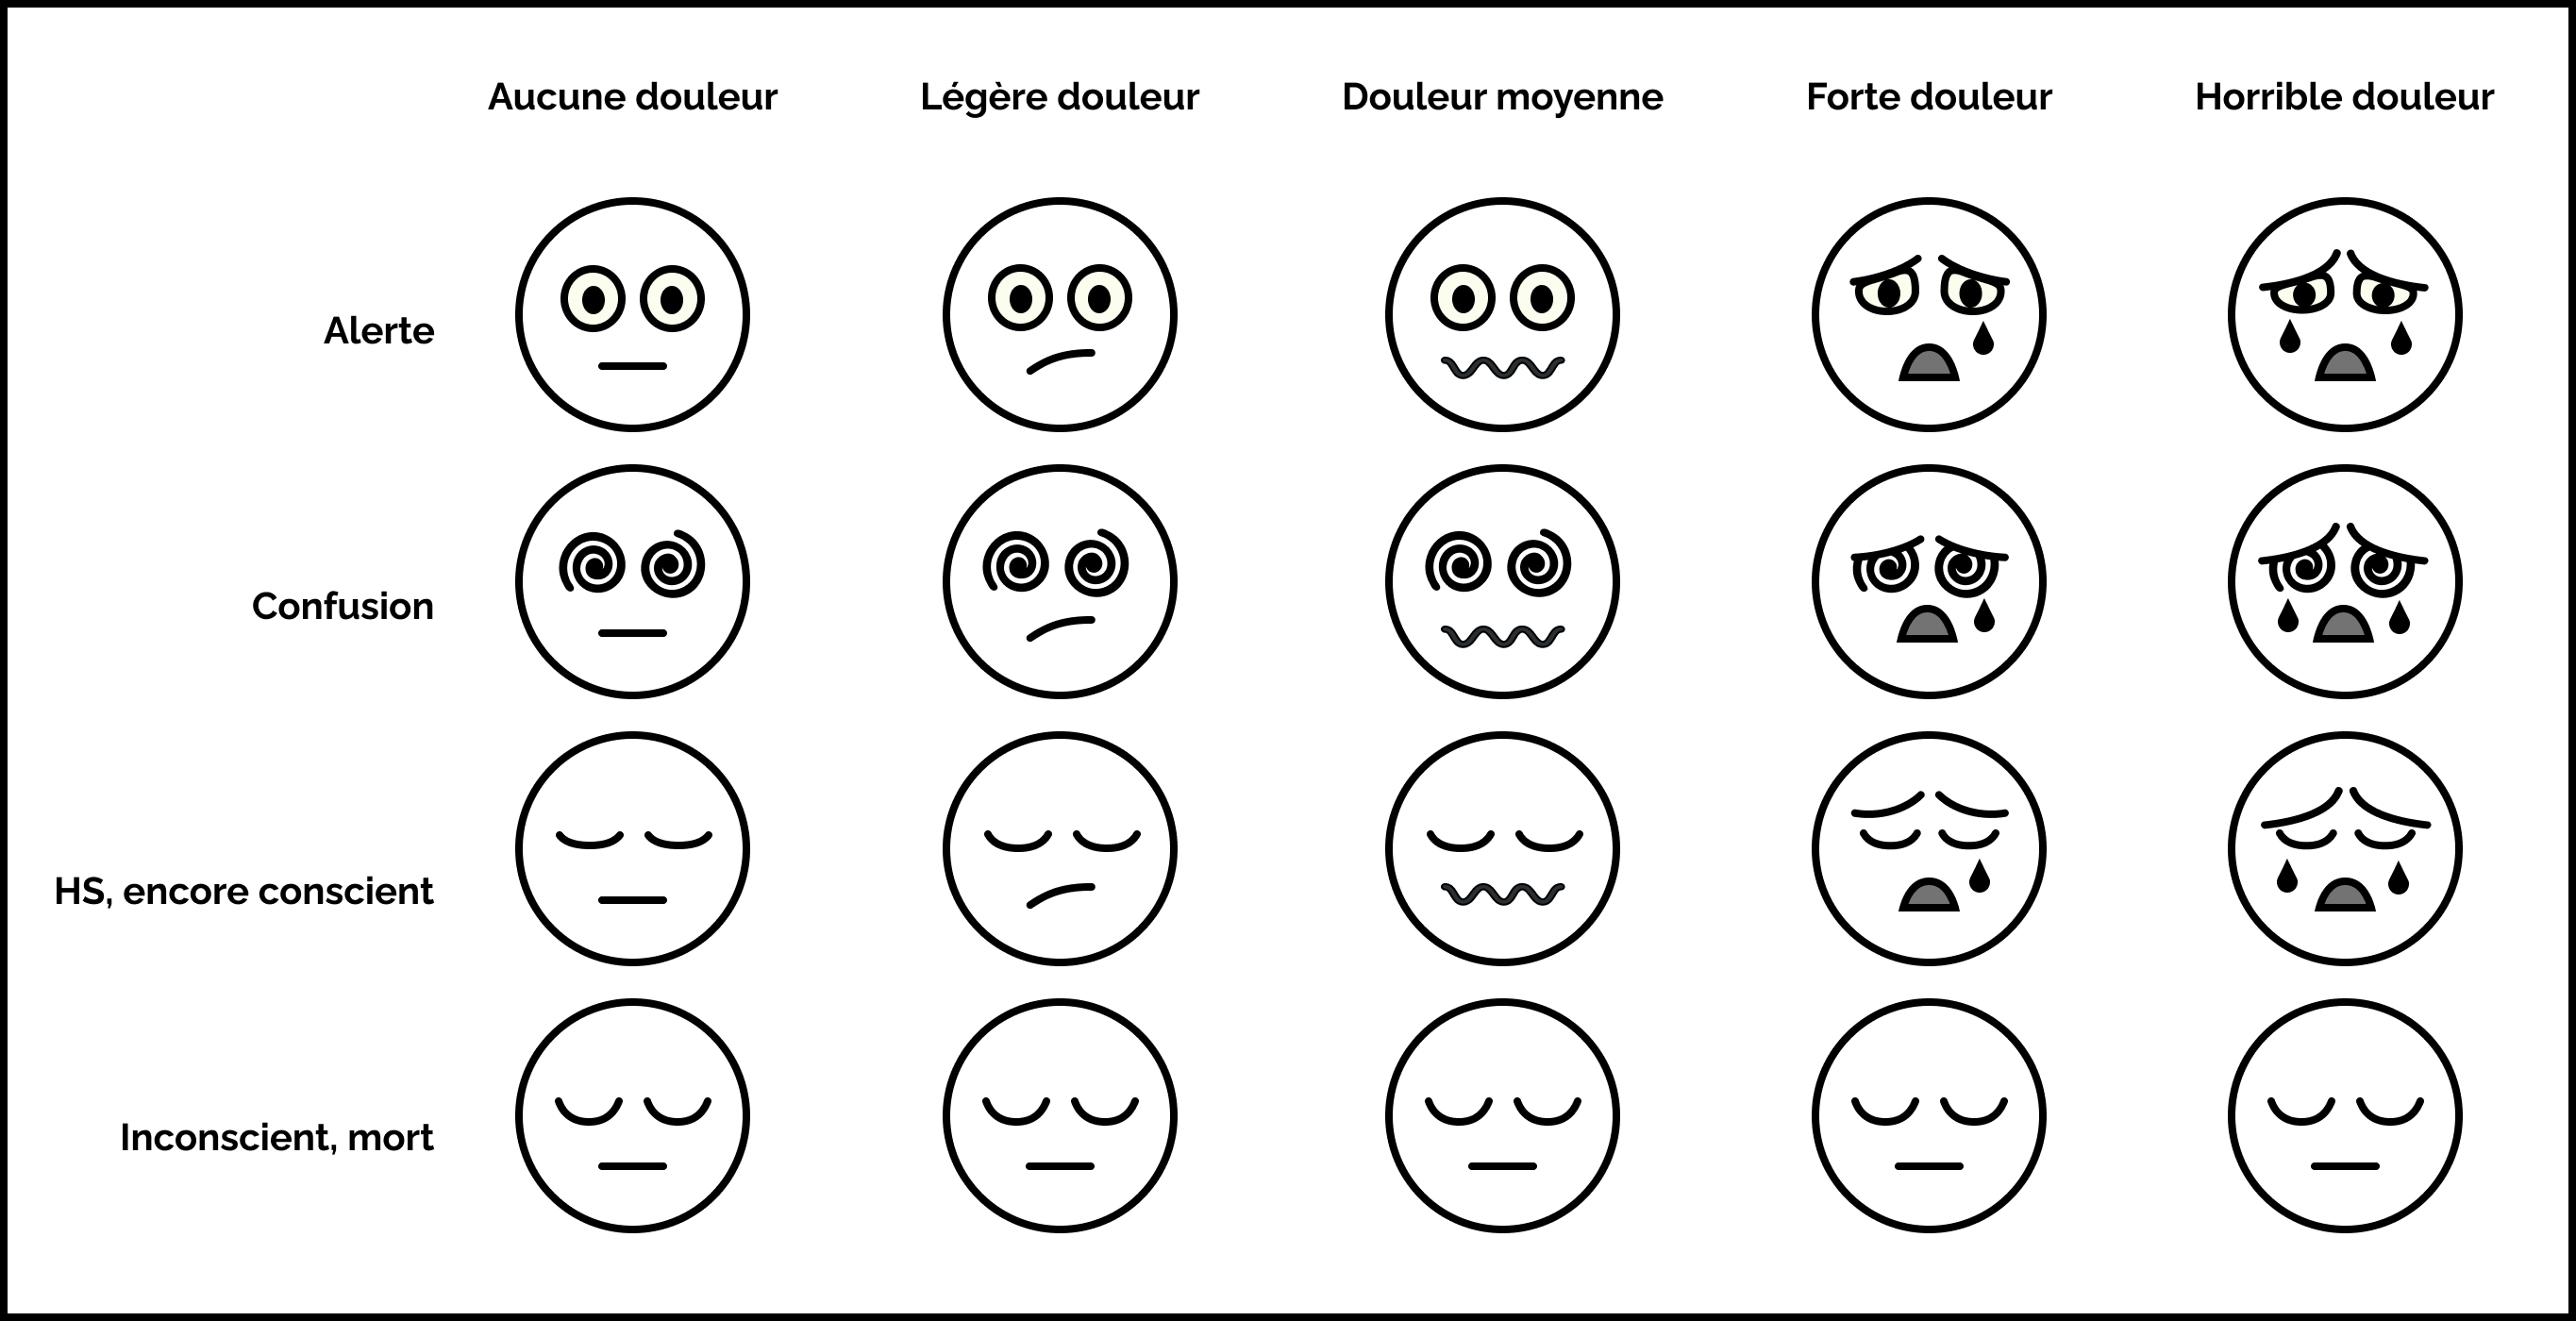 Aucune douleur
Légère douleur
Douleur moyenne
Forte douleur
Horrible douleur
Alerte
Confusion
HS, encore conscient
Inconscient, mort